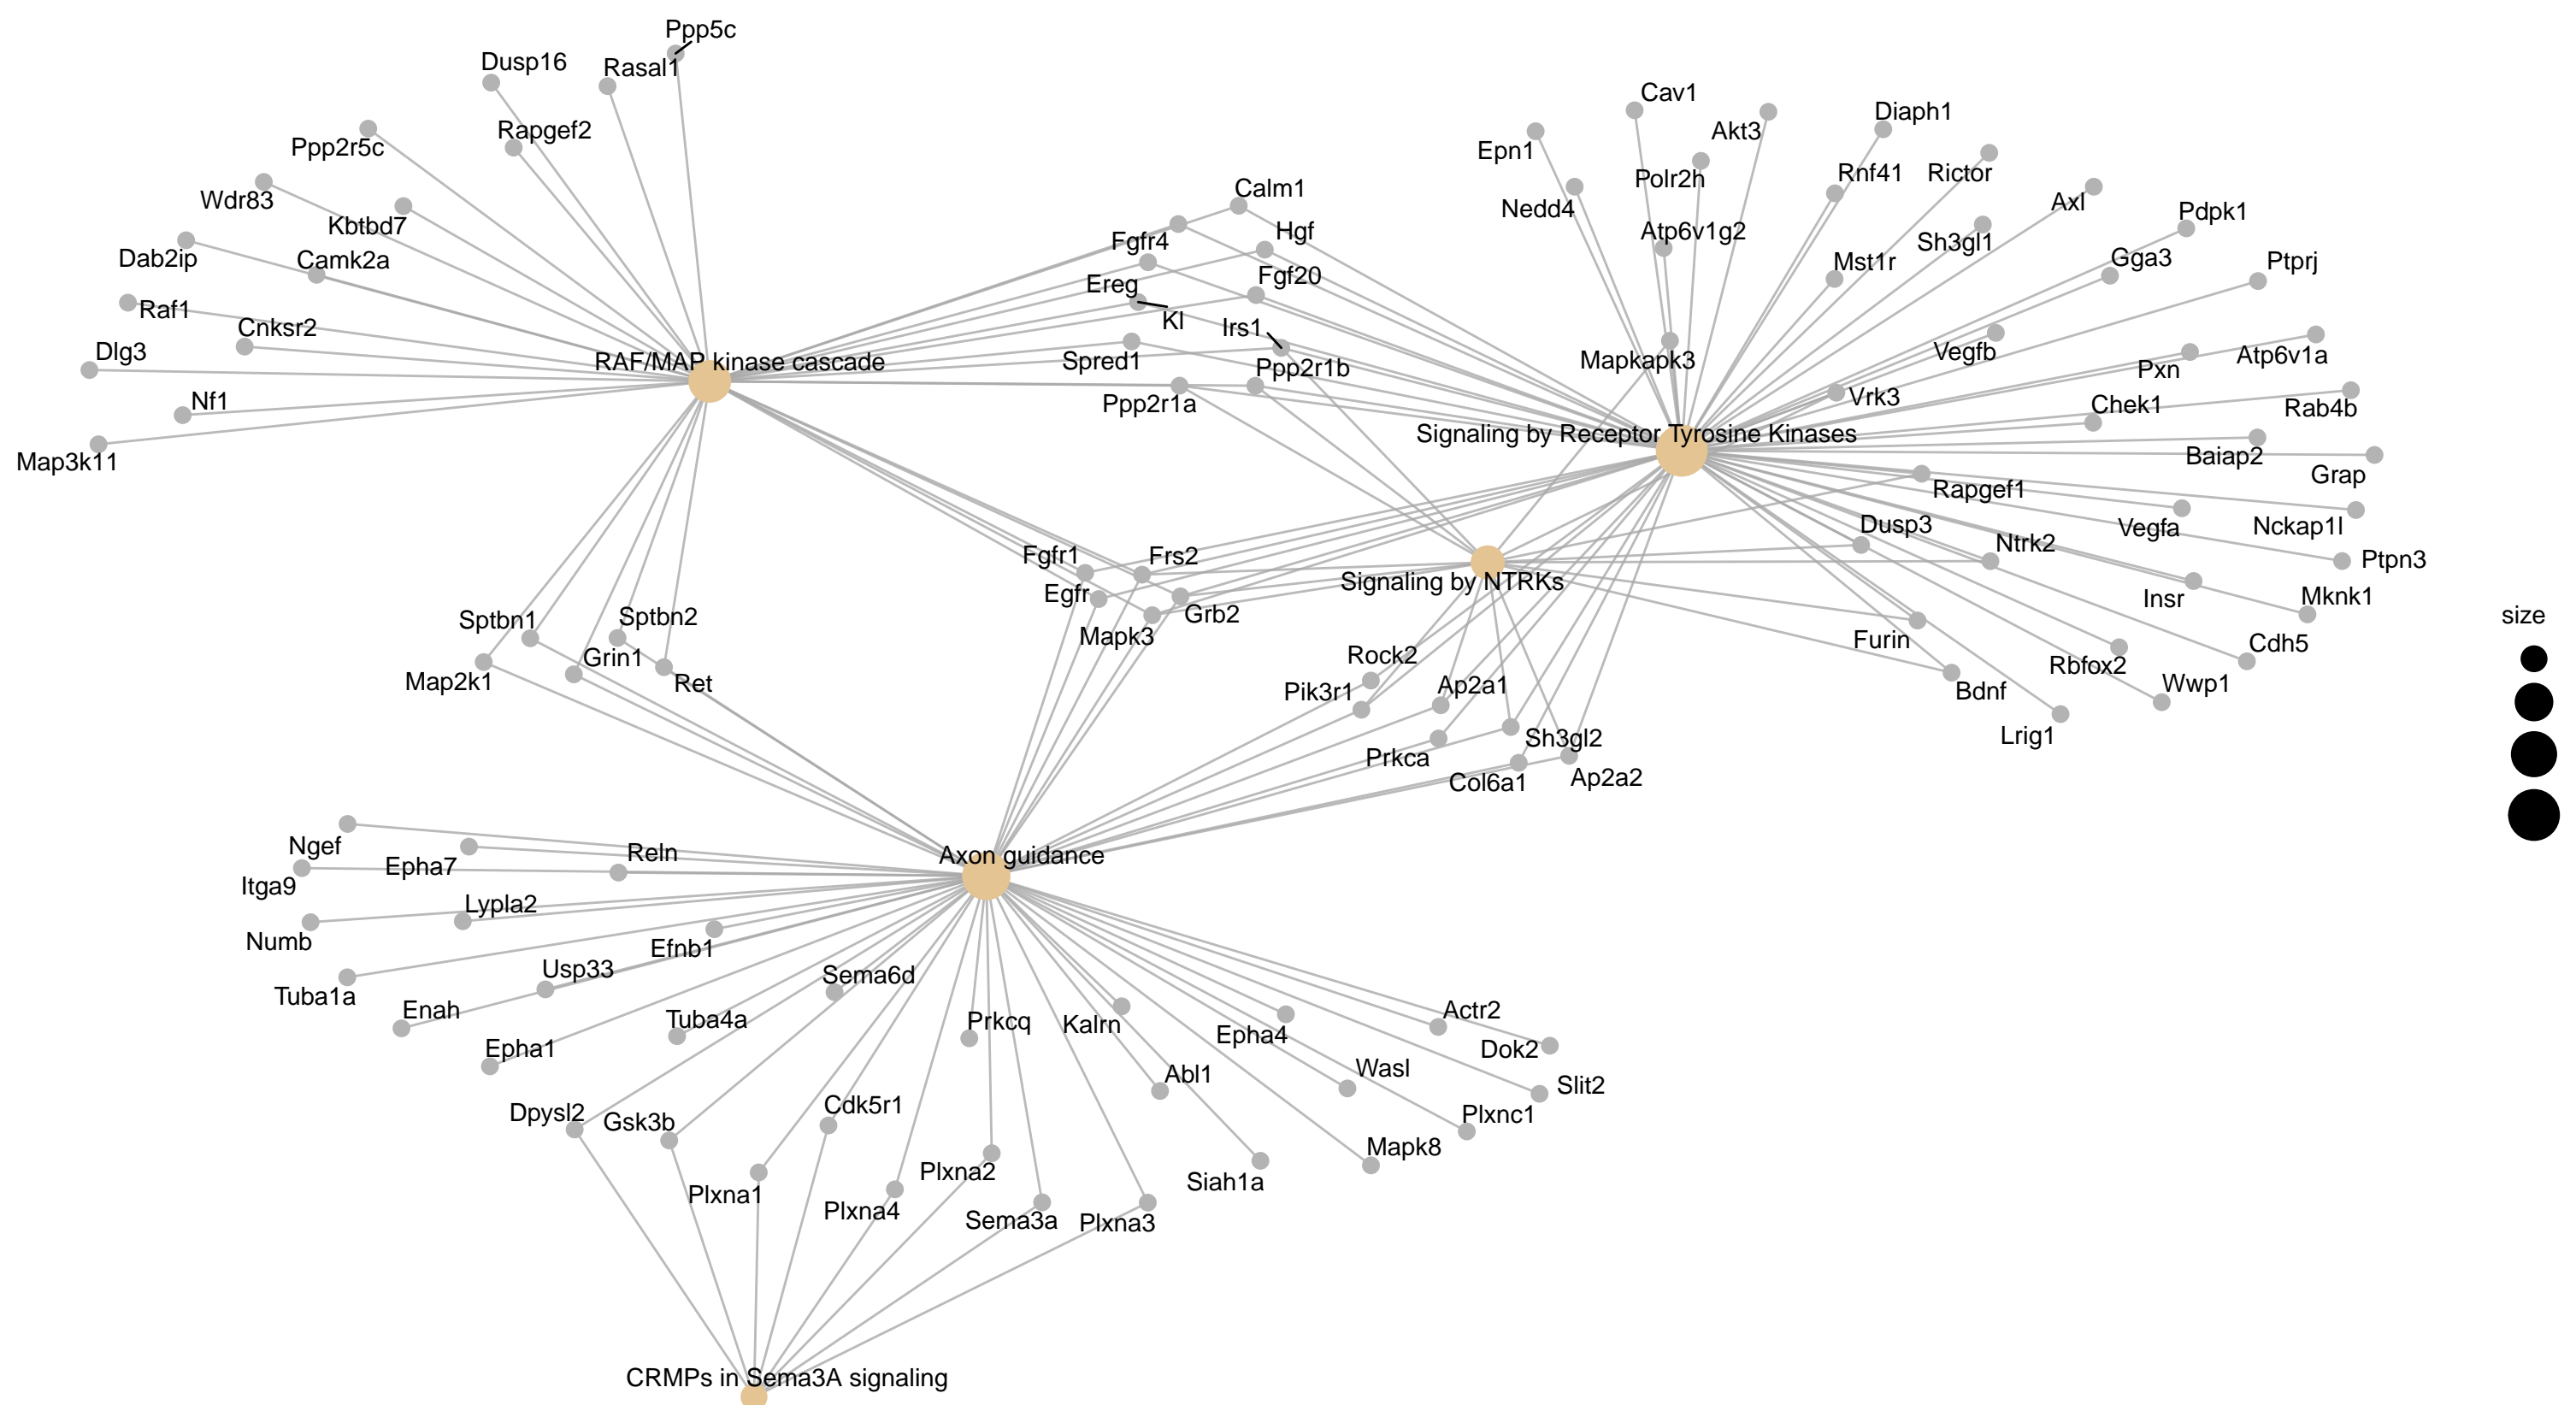 Ppp5c
Dusp16
Rasal1
Rapgef2
Ppp2r5c
Wdr83
Kbtbd7
Dab2ip
Camk2a
Raf1
Cnksr2
Dlg3
RAF/MAP kinase cascade
Nf1
Map3k11
Calm1
Fgfr4
Hgf
Ereg
Fgf20
Kl
Irs1
Spred1
Ppp2r1b
Ppp2r1a
Cav1
Epn1
Akt3
Diaph1
Polr2h
Rnf41
Rictor
Nedd4
Axl
Atp6v1g2
Sh3gl1
Pdpk1
Mst1r
Gga3
Ptprj
Mapkapk3
Vegfb
Pxn
Atp6v1a
Vrk3
Chek1
Rab4b
Signaling by Receptor Tyrosine Kinases
Baiap2
Grap
Rapgef1
Vegfa
Nckap1l
Dusp3
Ntrk2
Ptpn3
Signaling by NTRKs
Insr
Mknk1
Furin
Cdh5
Rbfox2
Bdnf
Wwp1
Lrig1
Fgfr1
Frs2
Egfr
Grb2
Mapk3
Sptbn1
Sptbn2
Grin1
Map2k1
Ret
Rock2
Pik3r1
Ap2a1
Sh3gl2
Prkca
Col6a1
Ap2a2
size
Ngef
Epha7
Reln
Axon guidance
Itga9
Lypla2
Numb
Efnb1
Usp33
Sema6d
Tuba1a
Enah
Tuba4a
Prkcq
Kalrn
Epha4
Actr2
Epha1
Dok2
Abl1
Wasl
Slit2
Dpysl2
Gsk3b
Cdk5r1
Plxnc1
Mapk8
Plxna2
Plxna1
Siah1a
Plxna4
Sema3a
Plxna3
CRMPs in Sema3A signaling